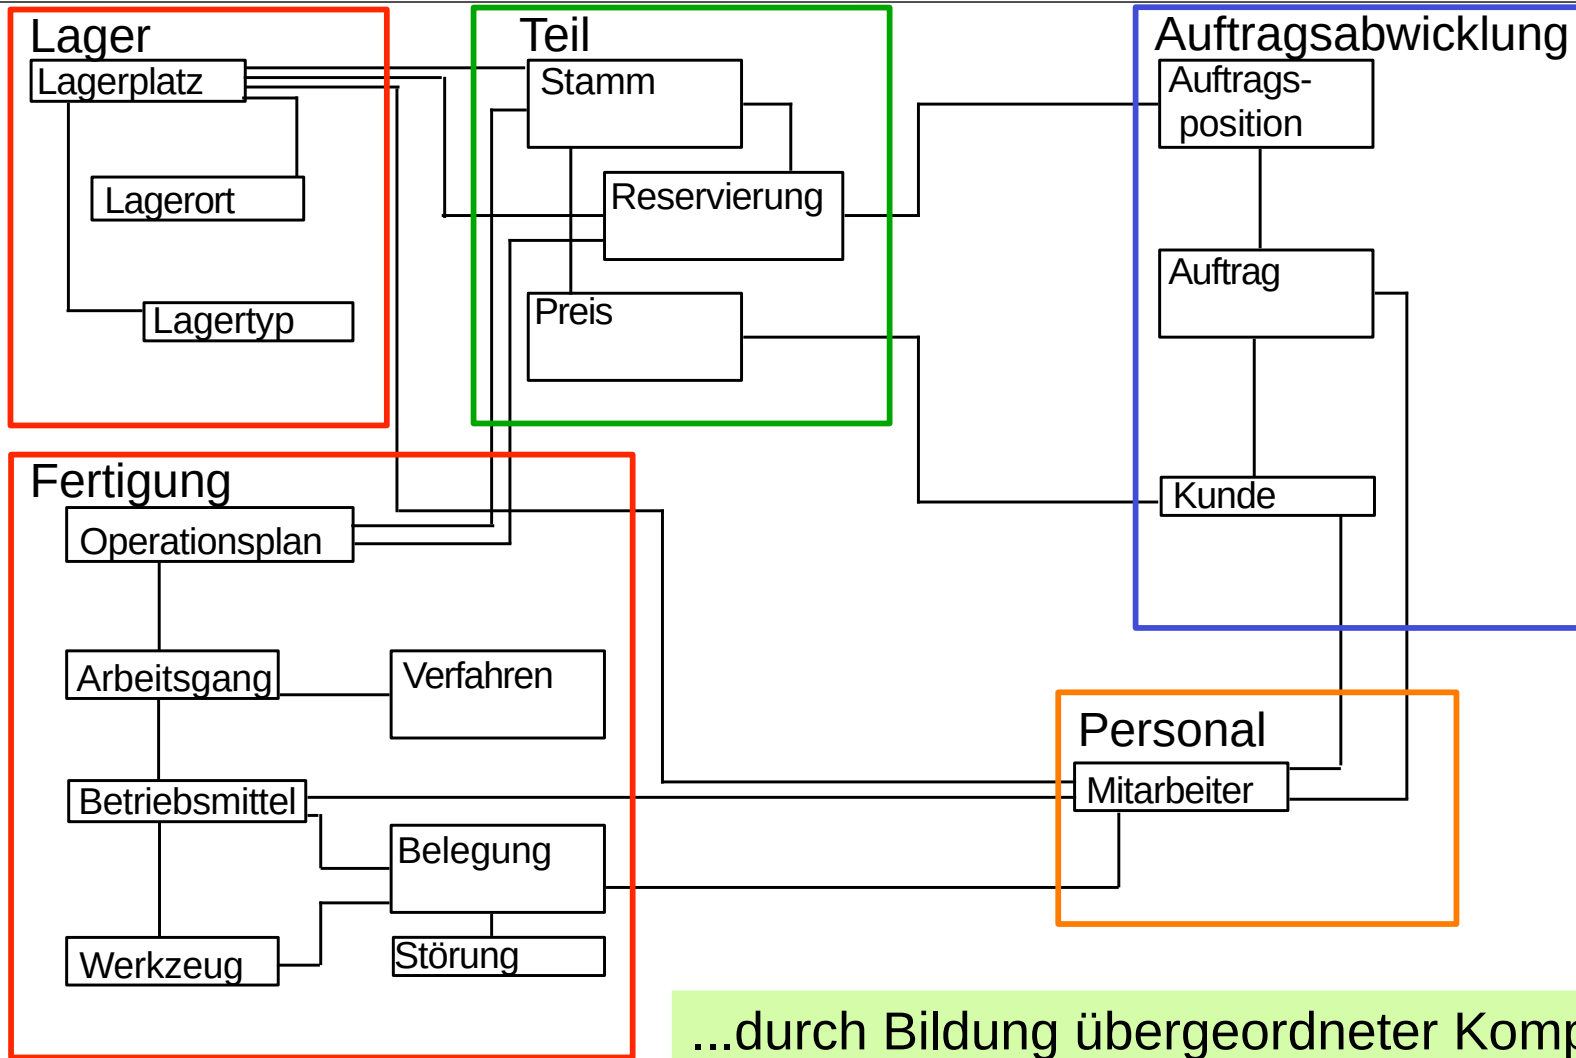 Lager
Lagerplatz
Lagerort
Lagertyp
Teil
Stamm
Reservierung
Preis
Auftragsabwicklung
Auftrags-
position
Auftrag
Kunde
Fertigung
Operationsplan
Arbeitsgang
Verfahren
Betriebsmittel
Belegung
Werkzeug
Störung
Personal
Mitarbeiter
...durch Bildung übergeordneter Komp